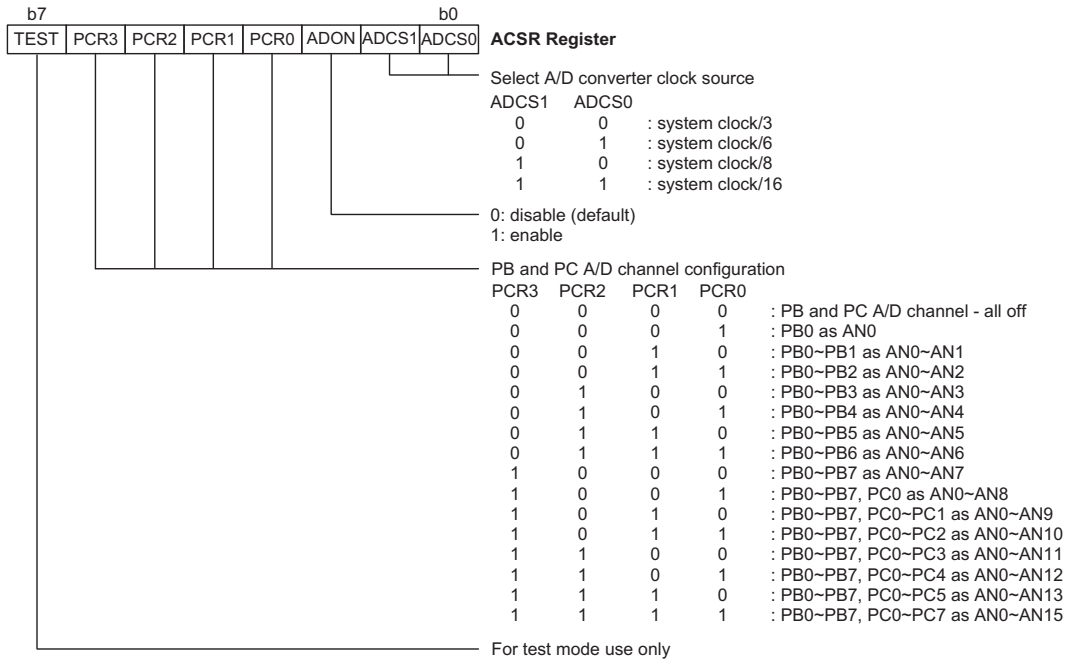 b7 b0
TEST PCR3 PCR2 PCR1 PCR0 ADON ADCS1 ADCS0 ACSR Register
Select A/D converter clock source
ADCS1 ADCS0
0 0 : system clock/3
0 1 : system clock/6
1 0 : system clock/8
1 1 : system clock/16
0: disable (default)
1: enable
PB and PC A/D channel configuration
PCR3 PCR2 PCR1 PCR0
0 0 0 0 : PB and PC A/D channel - all off
0 0 0 1 : PB0 as AN0
0 0 1 0 : PB0~PB1 as AN0~AN1
0 0 1 1 : PB0~PB2 as AN0~AN2
0 1 0 0 : PB0~PB3 as AN0~AN3
0 1 0 1 : PB0~PB4 as AN0~AN4
0 1 1 0 : PB0~PB5 as AN0~AN5
0 1 1 1 : PB0~PB6 as AN0~AN6
1 0 0 0 : PB0~PB7 as AN0~AN7
1 0 0 1 : PB0~PB7, PC0 as AN0~AN8
1 0 1 0 : PB0~PB7, PC0~PC1 as AN0~AN9
1 0 1 1 : PB0~PB7, PC0~PC2 as AN0~AN10
1 1 0 0 : PB0~PB7, PC0~PC3 as AN0~AN11
1 1 0 1 : PB0~PB7, PC0~PC4 as AN0~AN12
1 1 1 0 : PB0~PB7, PC0~PC5 as AN0~AN13
1 1 1 1 : PB0~PB7, PC0~PC7 as AN0~AN15
For test mode use only